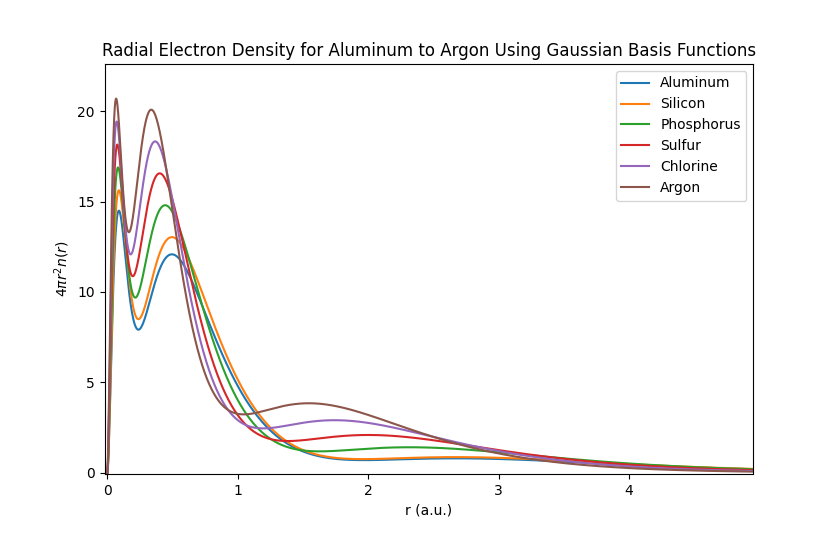 Radial Electron Density for Aluminum to Argon Using Gaussian Basis Functions
Aluminum
Silicon
Phosphorus
Sulfur
Chlorine
Argon
20
15
10
5
0
4πr²n(r)
0 1 2 3 4
r (a.u.)